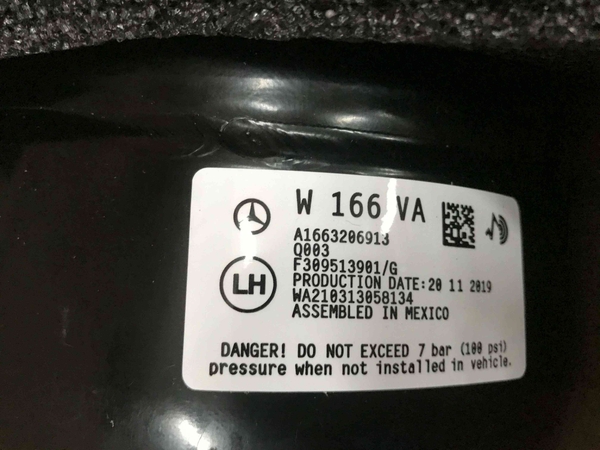 W 166 VA
A1663206913
Q003
F309513901/G
LH
PRODUCTION DATE:20 11 2019
WA210313058134
ASSEMBLED IN MEXICO
DANGER! DO NOT EXCEED 7 bar (100 psi)
pressure when not installed in vehicle.